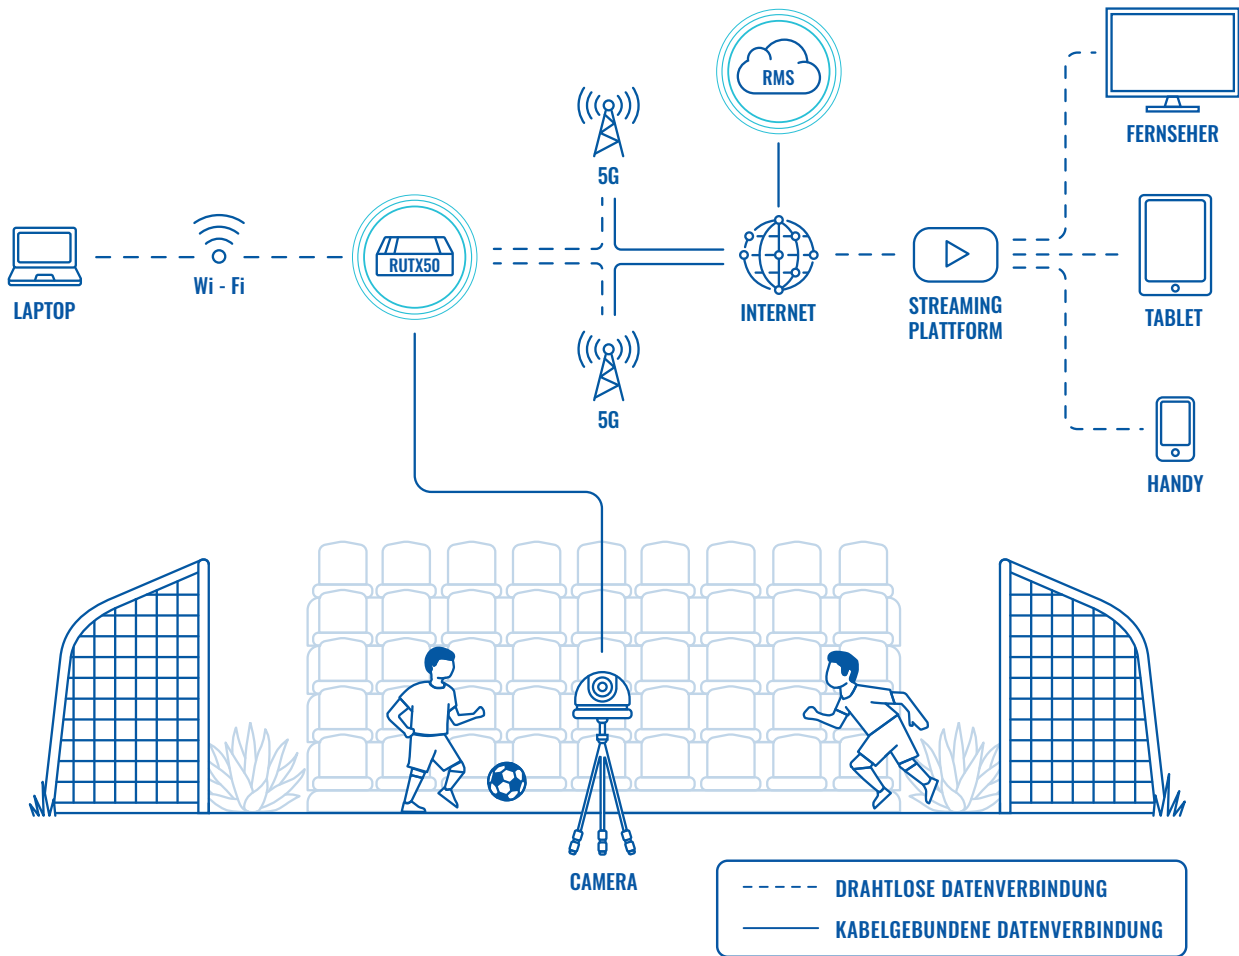 RMS
FERNSEHER
5G
RUTX50
Wi - Fi
LAPTOP
INTERNET
STREAMING
PLATTFORM
TABLET
5G
HANDY
CAMERA
DRAHTLOSE DATENVERBINDUNG
KABELGEBUNDENE DATENVERBINDUNG